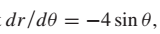 dr/dθ = −4 sin θ,